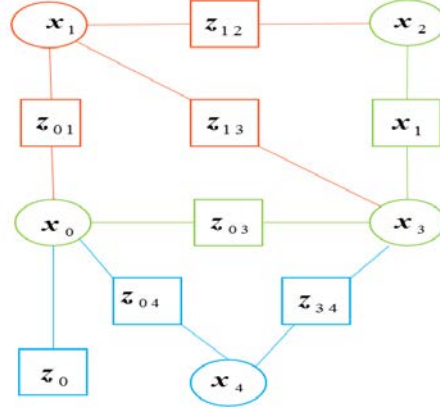 x₁ z₁₂ x₂
z₀₁ z₁₃ x₁
x₀ z₀₃ x₃
z₀₄ z₃₄
z₀ x₄